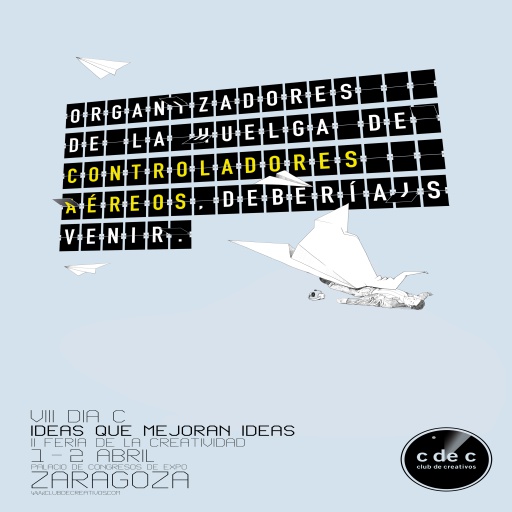 ORGANIZADORES
DE LA HUELGA DE
CONTROLADORES
AÉREOS, DEBERÍAIS
VENIR.
VIII DIA C
IDEAS QUE MEJORAN IDEAS
II FERIA DE LA CREATIVIDAD
1-2 ABRIL
PALACIO DE CONGRESOS DE EXPO
ZARAGOZA
WWW.CLUBDECREATIVOS.COM
c de c
club de creativos